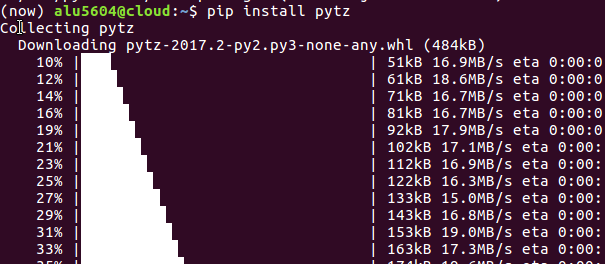 (now) alu5604@cloud:~$ pip install pytz
Collecting pytz
Downloading pytz-2017.2-py2.py3-none-any.whl (484kB)
10% | | 51kB 16.9MB/s eta 0:00:0
12% | | 61kB 18.6MB/s eta 0:00:
14% | | 71kB 16.7MB/s eta 0:00:
16% | | 81kB 16.7MB/s eta 0:00:
19% | | 92kB 17.9MB/s eta 0:00:
21% | | 102kB 17.1MB/s eta 0:00:
23% | | 112kB 16.9MB/s eta 0:00:
25% | | 122kB 16.3MB/s eta 0:00:
27% | | 133kB 15.0MB/s eta 0:00:
29% | | 143kB 16.8MB/s eta 0:00:
31% | | 153kB 19.0MB/s eta 0:00:
33% | | 163kB 17.3MB/s eta 0:00: